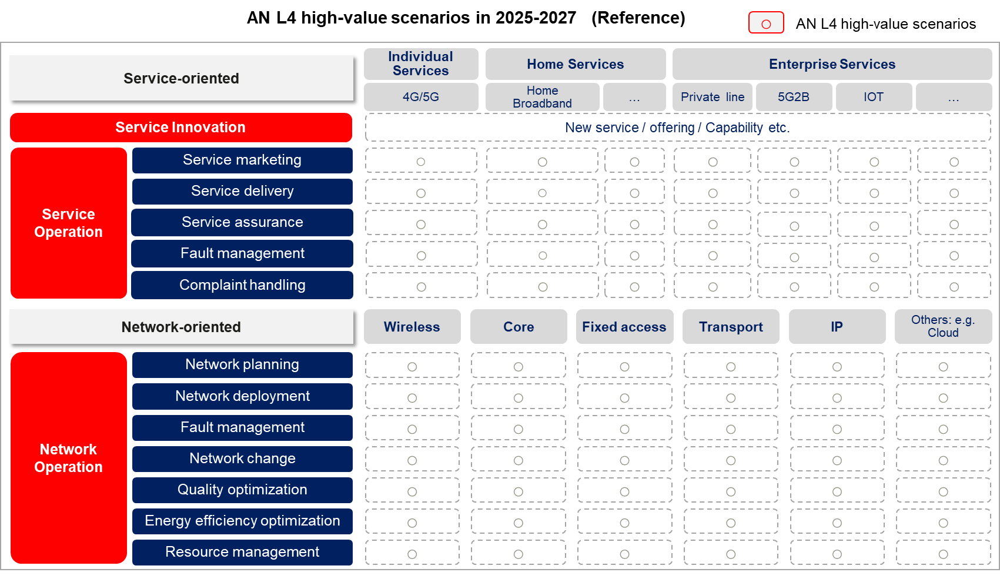 AN L4 high-value scenarios in 2025-2027 (Reference)
AN L4 high-value scenarios
Service-oriented
Individual
Services
Home Services
Enterprise Services
4G/5G
Home
Broadband
...
Private line
5G2B
IOT
...
Service Innovation
New service / offering / Capability etc.
Service
Operation
Service marketing
Service delivery
Service assurance
Fault management
Complaint handling
Network-oriented
Wireless
Core
Fixed access
Transport
IP
Others: e.g.
Cloud
Network
Operation
Network planning
Network deployment
Fault management
Network change
Quality optimization
Energy efficiency optimization
Resource management